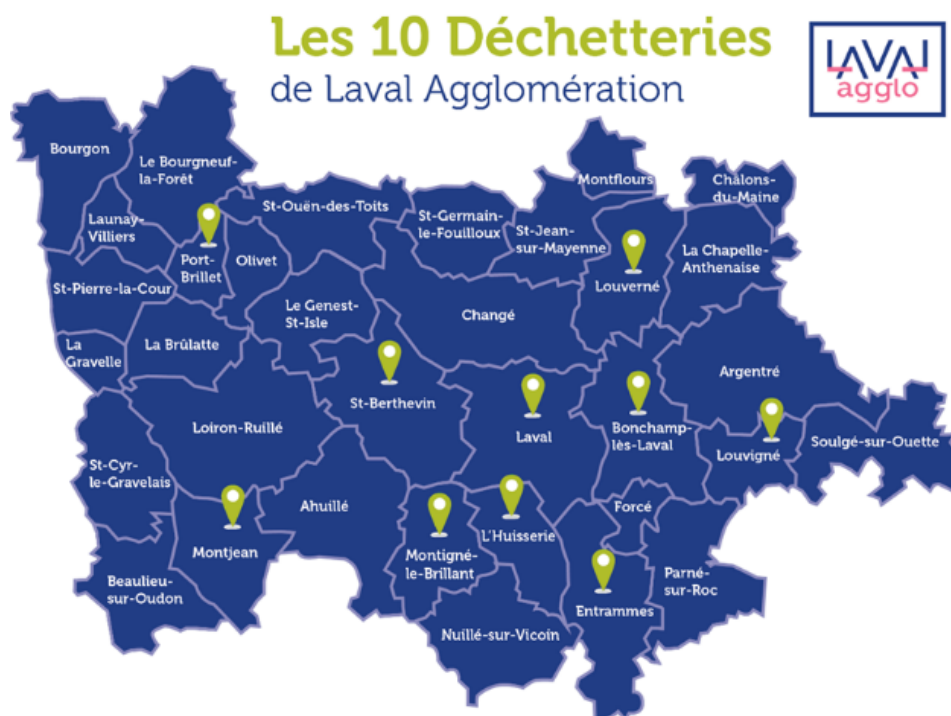 Les 10 Déchetteries
de Laval Agglomération
LAVAL
agglo
Bourgon
Le Bourgneuf-
la-Forêt
Launay-
Villiers
Port-
Brillet
Olivet
St-Ouën-des-Toits
St-Germain-
le-Fouilloux
St-Jean-
sur-Mayenne
Montflours
Châlons-
du-Maine
La Chapelle-
Anthenaise
Louverné
St-Pierre-la-Cour
Le Genest-
St-Isle
Changé
La
Gravelle
La Brûlatte
St-Berthevin
Argentré
Loiron-Ruillé
Laval
Bonchamp-
lès-Laval
Louvigné
Soulgé-sur-Ouette
St-Cyr-
le-Gravelais
Ahuillé
Forcé
L'Huisserie
Montjean
Montigné-
le-Brillant
Beaulieu-
sur-Oudon
Entrammes
Parné-
sur-Roc
Nuillé-sur-Vicoin